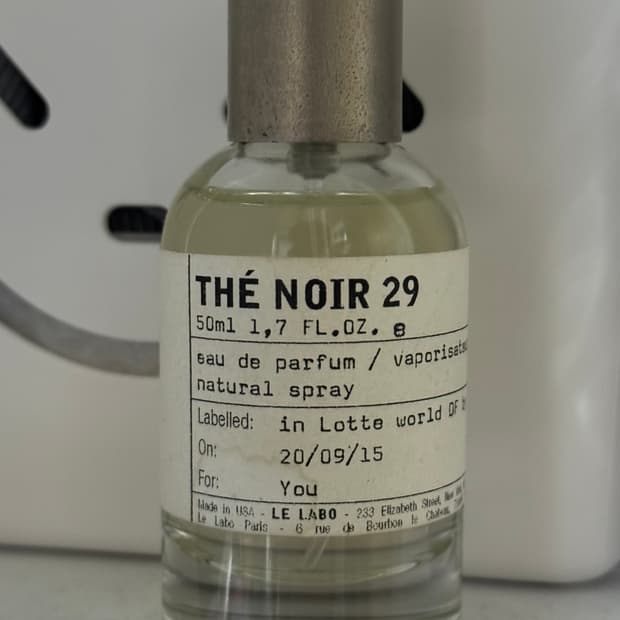 THÉ NOIR 29
50ml 1,7 FL.OZ. e
eau de parfum /
natural spray
Labelled: in Lotte world OF
On: 20/09/15
For: You
Made in USA - LE LABO - 233 Elizabeth Street,
Le Labo Paris - 6 rue de Bourbon le Château,